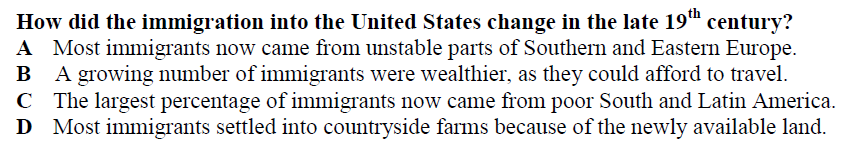 How did the immigration into the United States change in the late 19th century?
A Most immigrants now came from unstable parts of Southern and Eastern Europe.
B A growing number of immigrants were wealthier, as they could afford to travel.
C The largest percentage of immigrants now came from poor South and Latin America.
D Most immigrants settled into countryside farms because of the newly available land.